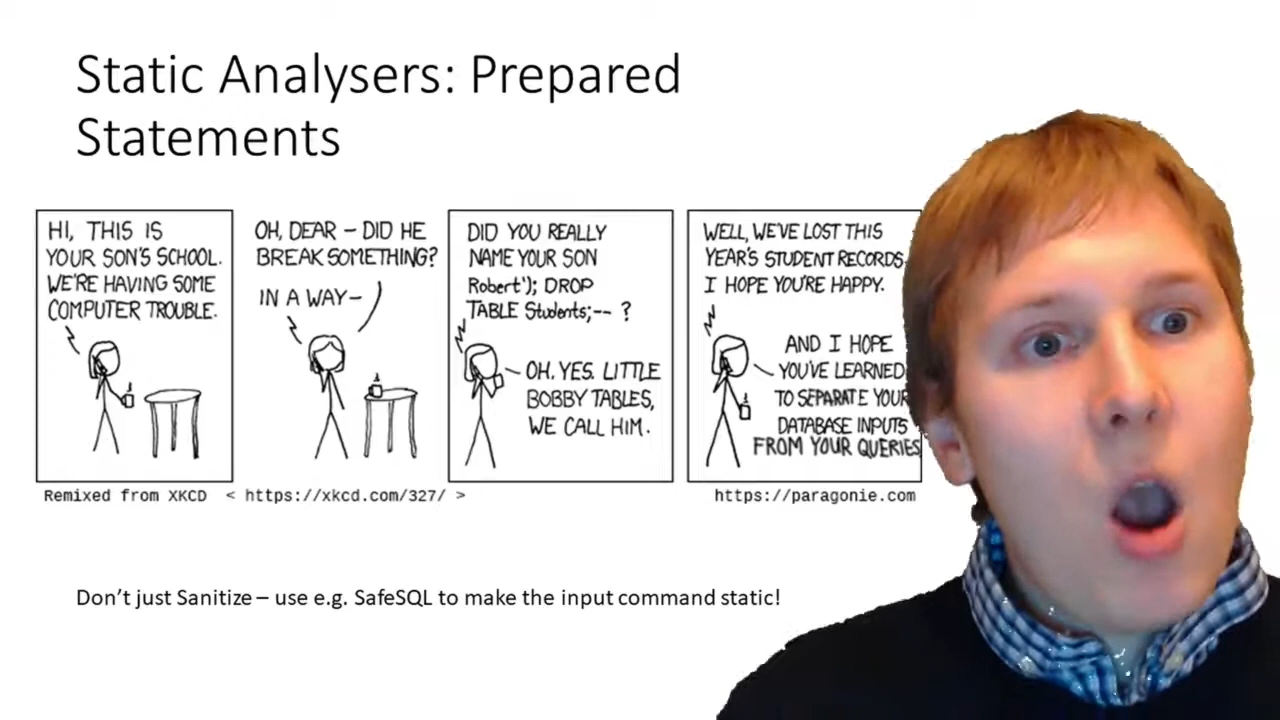 Static Analysers: Prepared
Statements
HI, THIS IS
YOUR SON'S SCHOOL.
WE'RE HAVING SOME
COMPUTER TROUBLE.
OH, DEAR – DID HE
BREAK SOMETHING?
IN A WAY–
DID YOU REALLY
NAME YOUR SON
Robert'); DROP
TABLE Students;-- ?
OH. YES. LITTLE
BOBBY TABLES,
WE CALL HIM.
WELL, WE'VE LOST THIS
YEAR'S STUDENT RECORDS.
I HOPE YOU'RE HAPPY.
AND I HOPE
YOU'VE LEARNED
TO SEPARATE YOUR
DATABASE INPUTS
FROM YOUR QUERIES
Remixed from XKCD < https://xkcd.com/327/ >
https://paragonie.com
Don't just Sanitize – use e.g. SafeSQL to make the input command static!